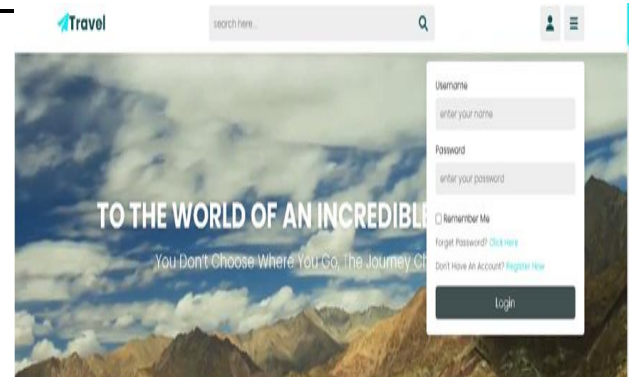 Travel
search here...
Username
enter your name
Password
enter your password
Remember Me
Forget Password? Click Here
Don't Have An Account? Register Now
Login
TO THE WORLD OF AN INCREDIBLE
You Don't Choose Where You Go, The Journey Ch